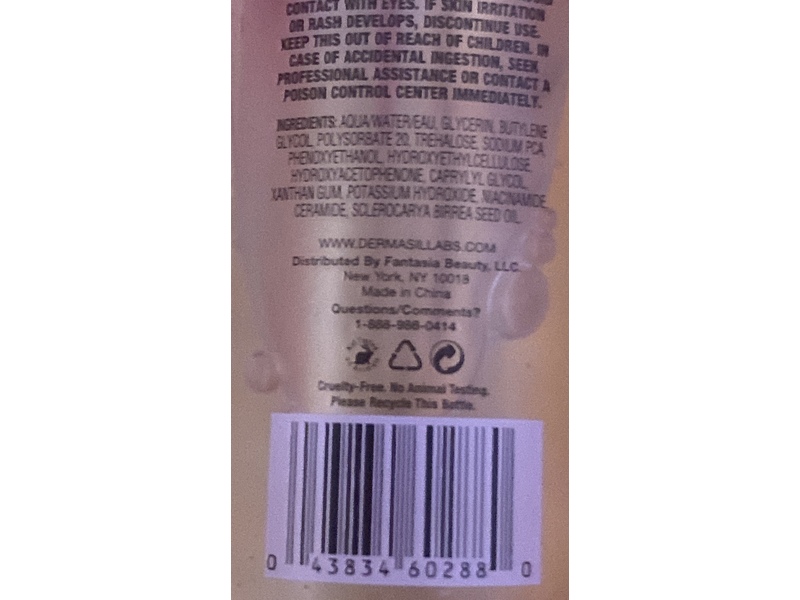 CONTACT WITH EYES. IF SKIN IRRITATION
OR RASH DEVELOPS, DISCONTINUE USE.
KEEP THIS OUT OF REACH OF CHILDREN. IN
CASE OF ACCIDENTAL INGESTION, SEEK
PROFESSIONAL ASSISTANCE OR CONTACT A
POISON CONTROL CENTER IMMEDIATELY.
INGREDIENTS: AQUA/WATER/EAU, GLYCERIN, BUTYLENE
GLYCOL, POLYSORBATE 20, TREHALOSE, SODIUM PCA,
PHENOXYETHANOL, HYDROXYETHYLCELLULOSE,
HYDROXYACETOPHENONE, CAPRYLYL GLYCOL,
XANTHAN GUM, POTASSIUM HYDROXIDE, NIACINAMIDE,
CERAMIDE, SCLEROCARYA BIRREA SEED OIL.
WWW.DERMASILLABS.COM
Distributed By Fantasia Beauty, LLC.
New York, NY 10018
Made in China
Questions/Comments?
1-888-986-0414
Cruelty-Free. No Animal Testing.
Please Recycle This Bottle.
0 43834 60288 0